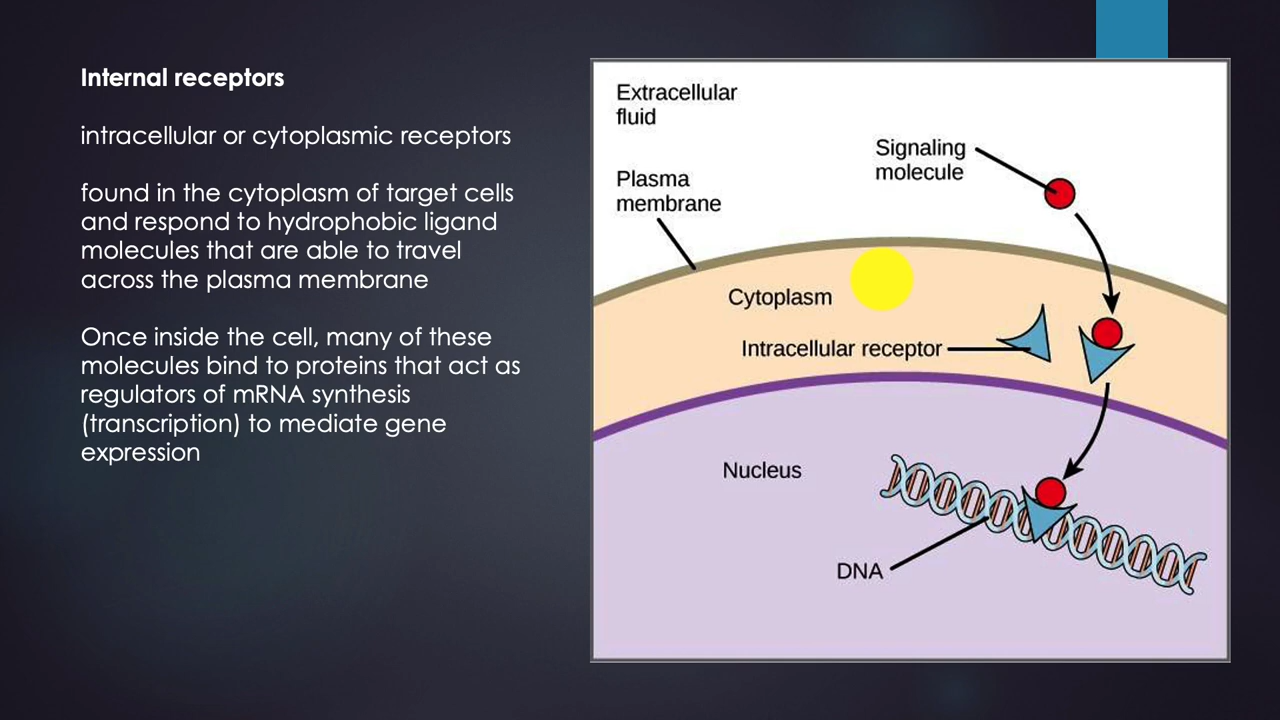 Internal receptors
intracellular or cytoplasmic receptors
found in the cytoplasm of target cells
and respond to hydrophobic ligand
molecules that are able to travel
across the plasma membrane
Once inside the cell, many of these
molecules bind to proteins that act as
regulators of mRNA synthesis
(transcription) to mediate gene
expression
Extracellular
fluid
Signaling
molecule
Plasma
membrane
Cytoplasm
Intracellular receptor
Nucleus
DNA